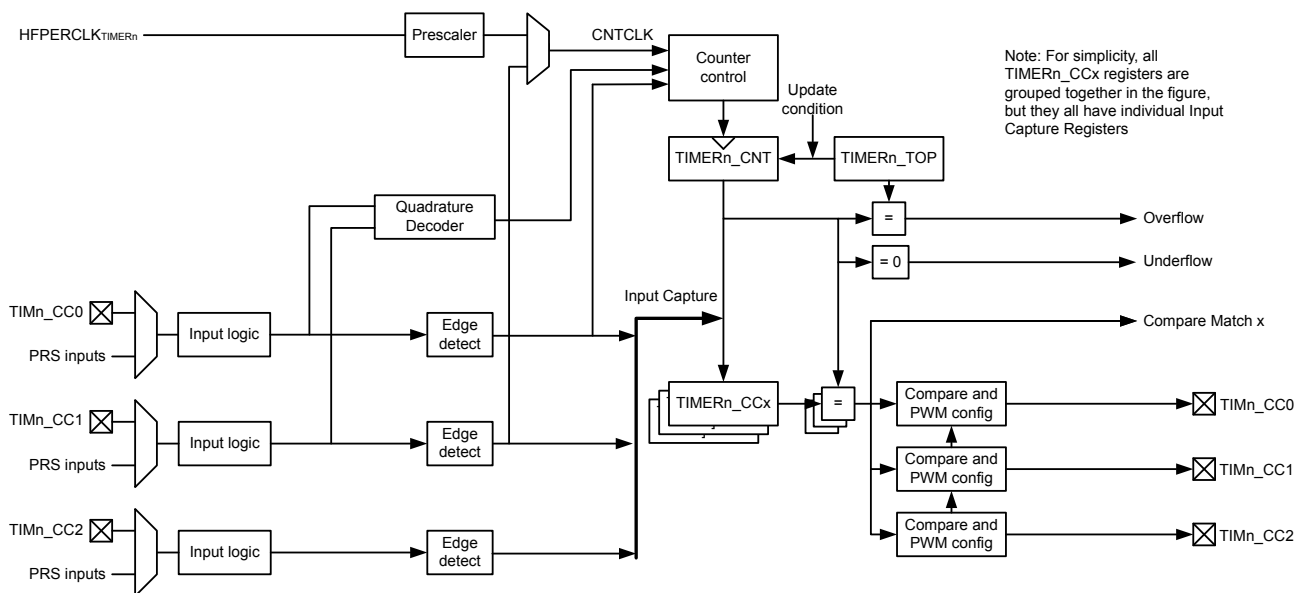 HFPERCLKTIMERn
Prescaler
CNTCLK
Counter
control
Note: For simplicity, all
TIMERn_CCx registers are
grouped together in the figure,
but they all have individual Input
Capture Registers
Update
condition
TIMERn_CNT
TIMERn_TOP
Quadrature
Decoder
=
Overflow
= 0
Underflow
Input Capture
TIMn_CC0
PRS inputs
Input logic
Edge
detect
Compare Match x
TIMERn_CCx
=
Compare and
PWM config
TIMn_CC0
TIMn_CC1
PRS inputs
Input logic
Edge
detect
Compare and
PWM config
TIMn_CC1
TIMn_CC2
PRS inputs
Input logic
Edge
detect
Compare and
PWM config
TIMn_CC2